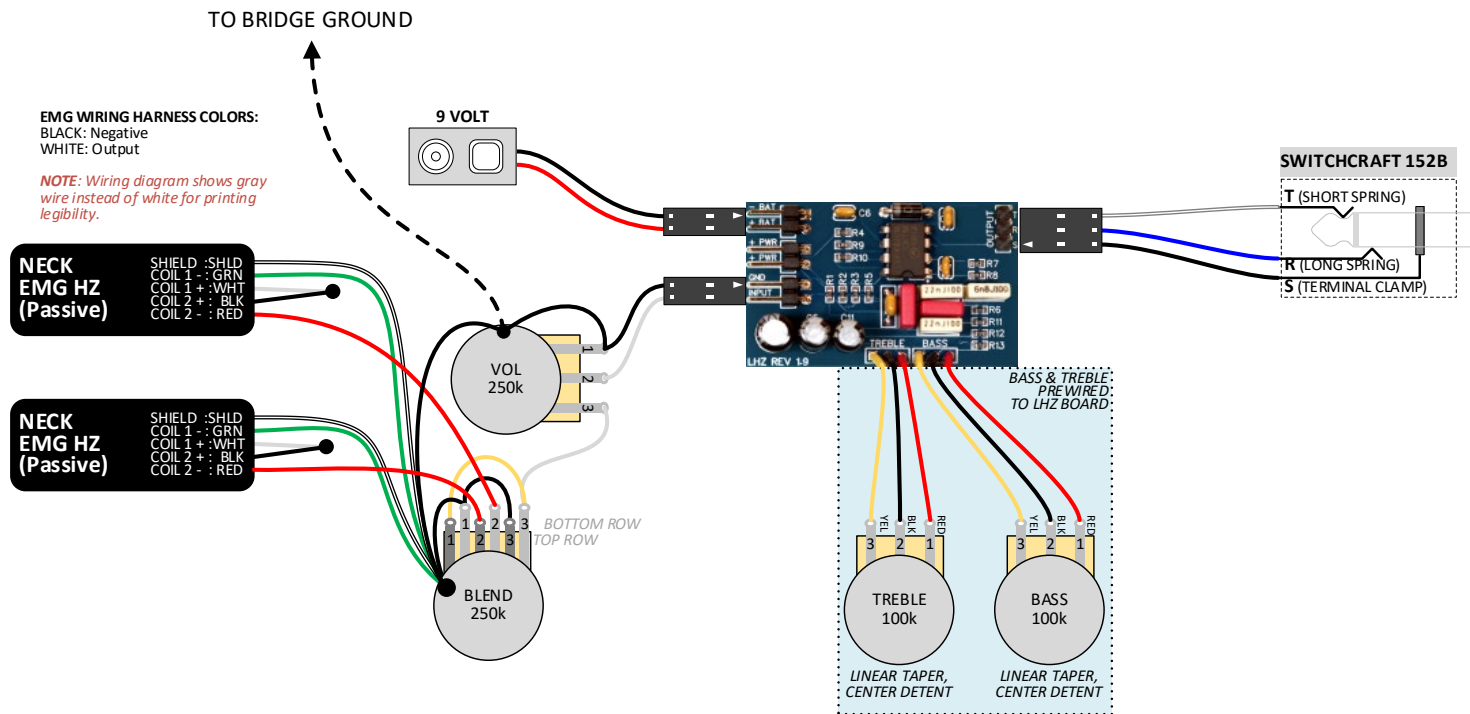 TO BRIDGE GROUND
EMG WIRING HARNESS COLORS:
BLACK: Negative
WHITE: Output
NOTE: Wiring diagram shows gray
wire instead of white for printing
legibility.
9 VOLT
SWITCHCRAFT 152B
T (SHORT SPRING)
R (LONG SPRING)
S (TERMINAL CLAMP)
NECK
EMG HZ
(Passive)
SHIELD :SHLD
COIL 1 - :GRN
COIL 1 + :WHT
COIL 2 + : BLK
COIL 2 - : RED
NECK
EMG HZ
(Passive)
SHIELD :SHLD
COIL 1 - : GRN
COIL 1 + :WHT
COIL 2 + : BLK
COIL 2 - : RED
VOL
250k
1
2
3
- BAT
+ BAT
+ PWR
+ PWR
GND
INPUT
C6
R4
R9
R10
R1
R2
R3
R5
OUTPUT
T
R
S
R7
R8
22nJ100
6n8J100
22nJ100
R6
R11
R12
R13
C11
TREBLE
BASS
LHZ REV 1-9
BASS & TREBLE
PREWIRED
TO LHZ BOARD
1 2 3 BOTTOM ROW
1 2 3 TOP ROW
BLEND
250k
YEL BLK RED
3 2 1
TREBLE
100k
LINEAR TAPER,
CENTER DETENT
YEL BLK RED
3 2 1
BASS
100k
LINEAR TAPER,
CENTER DETENT